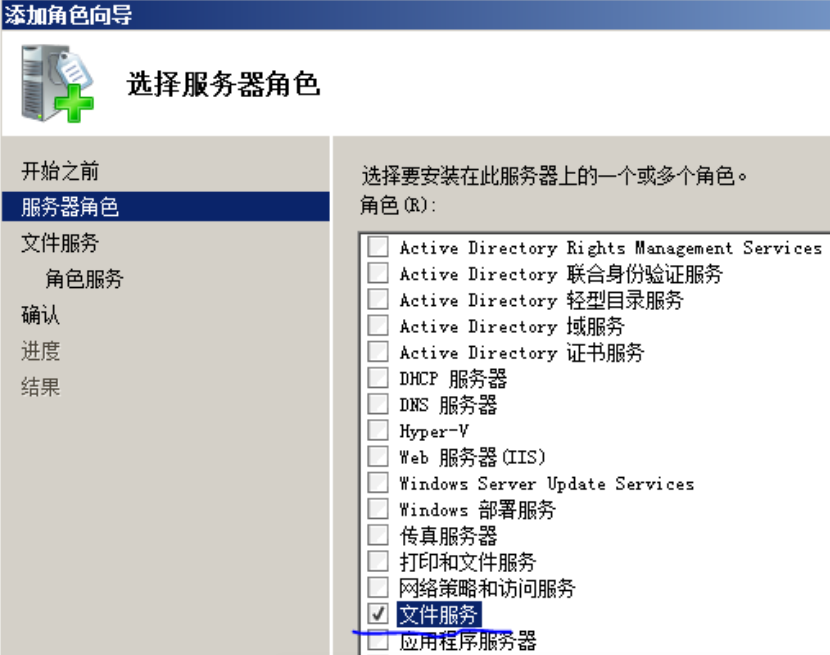 添加角色向导
选择服务器角色
开始之前
服务器角色
文件服务
角色服务
确认
进度
结果
选择要安装在此服务器上的一个或多个角色。
角色(R):
Active Directory Rights Management Services
Active Directory 联合身份验证服务
Active Directory 轻型目录服务
Active Directory 域服务
Active Directory 证书服务
DHCP 服务器
DNS 服务器
Hyper-V
Web 服务器(IIS)
Windows Server Update Services
Windows 部署服务
传真服务器
打印和文件服务
网络策略和访问服务
文件服务
应用程序服务器